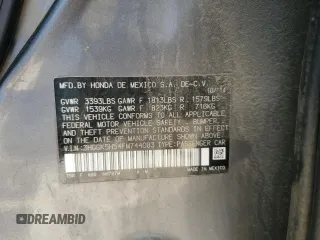 MFD.BY HONDA DE MEXICO S.A. DE C.V.
GVWR 3393LBS GAWR F 1813LBS R 1579LBS
GVWR 1539KG GAWR F 823KG R 716KG
THIS VEHICLE CONFORMS TO ALL APPLICABLE
FEDERAL MOTOR VEHICLE SAFETY, BUMPER,
AND THEFT PREVENTION STANDARDS IN EFFECT ON
THE DATE OF MANUFACTURE SHOWN ABOVE.
V.I.N. TYPE:PASSENGER CAR
MADE IN MEXICO
DEALERSHIP.COM